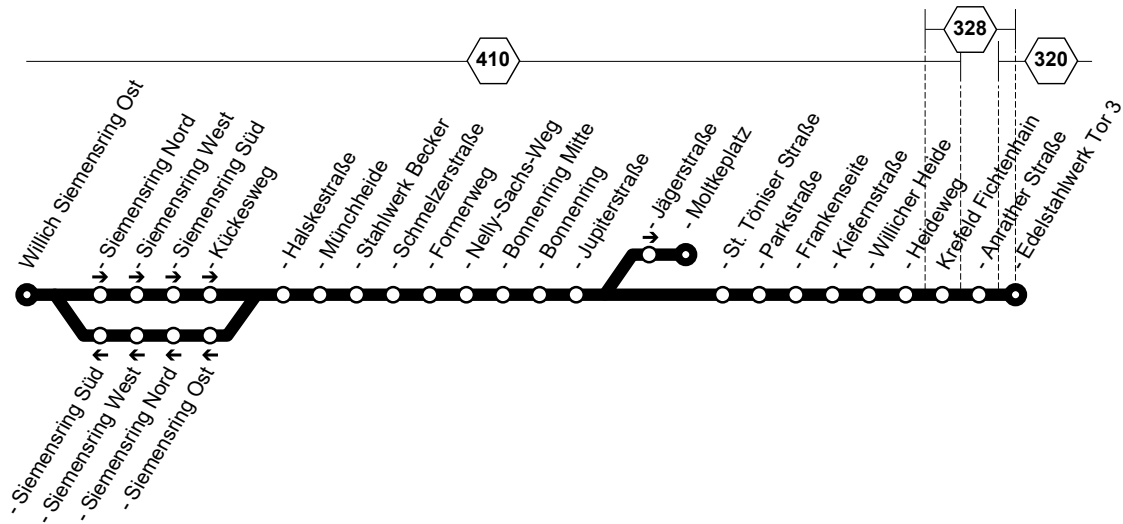 328
410
320
Willich Siemensring Ost
- Siemensring Nord
- Siemensring West
- Siemensring Süd
- Kückesweg
- Halskestraße
- Münchheide
- Stahlwerk Becker
- Schmelzerstraße
- Formerweg
- Nelly-Sachs-Weg
- Bonnenring Mitte
- Bonnenring
- Jupiterstraße
- Jägerstraße
- Moltkeplatz
- St. Töniser Straße
- Parkstraße
- Frankenseite
- Kiefernstraße
- Willicher Heide
- Heideweg
Krefeld Fichtenhain
- Anrather Straße
- Edelstahlwerk Tor 3
- Siemensring Süd
- Siemensring West
- Siemensring Nord
- Siemensring Ost